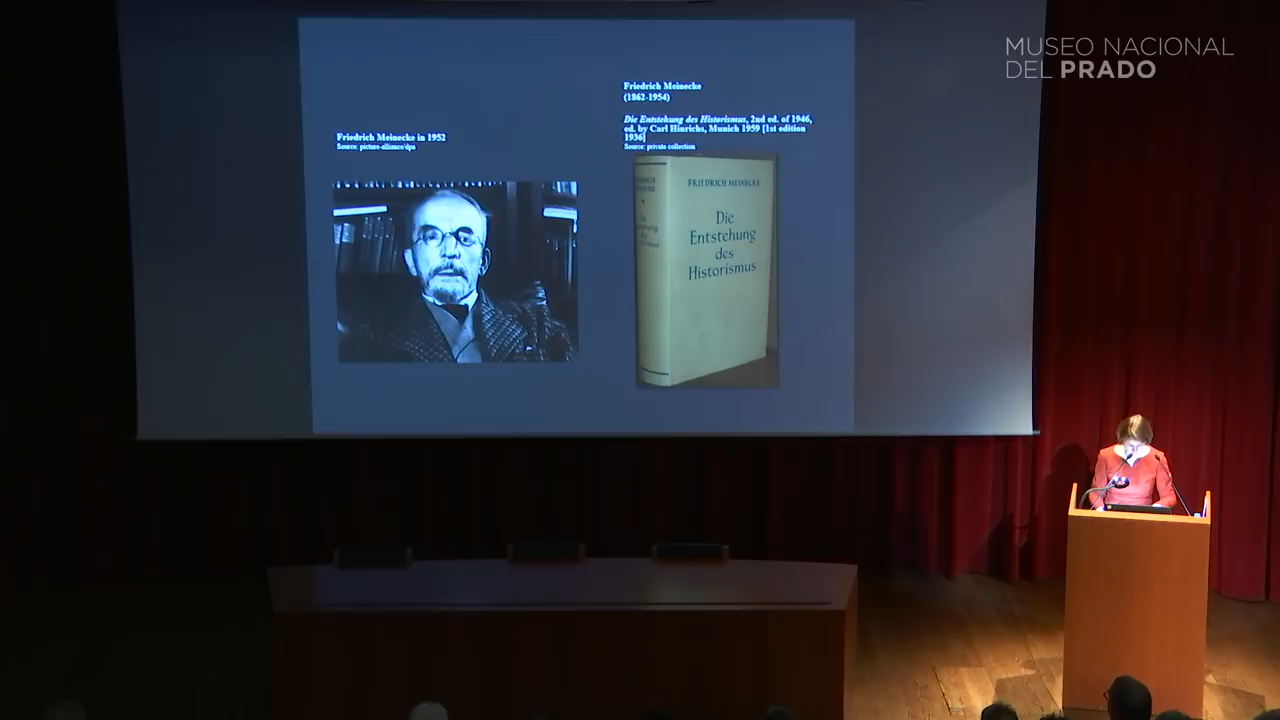 MUSEO NACIONAL
DEL PRADO
Friedrich Meinecke
(1862-1954)
Die Entstehung des Historismus, 2nd ed. of 1946,
ed. by Carl Hinrichs, Munich 1959 [1st edition
1936]
Source: private collection
Friedrich Meinecke in 1952
Source: picture-alliance/dpa
FRIEDRICH MEINECKE
Die
Entstehung
des
Historismus